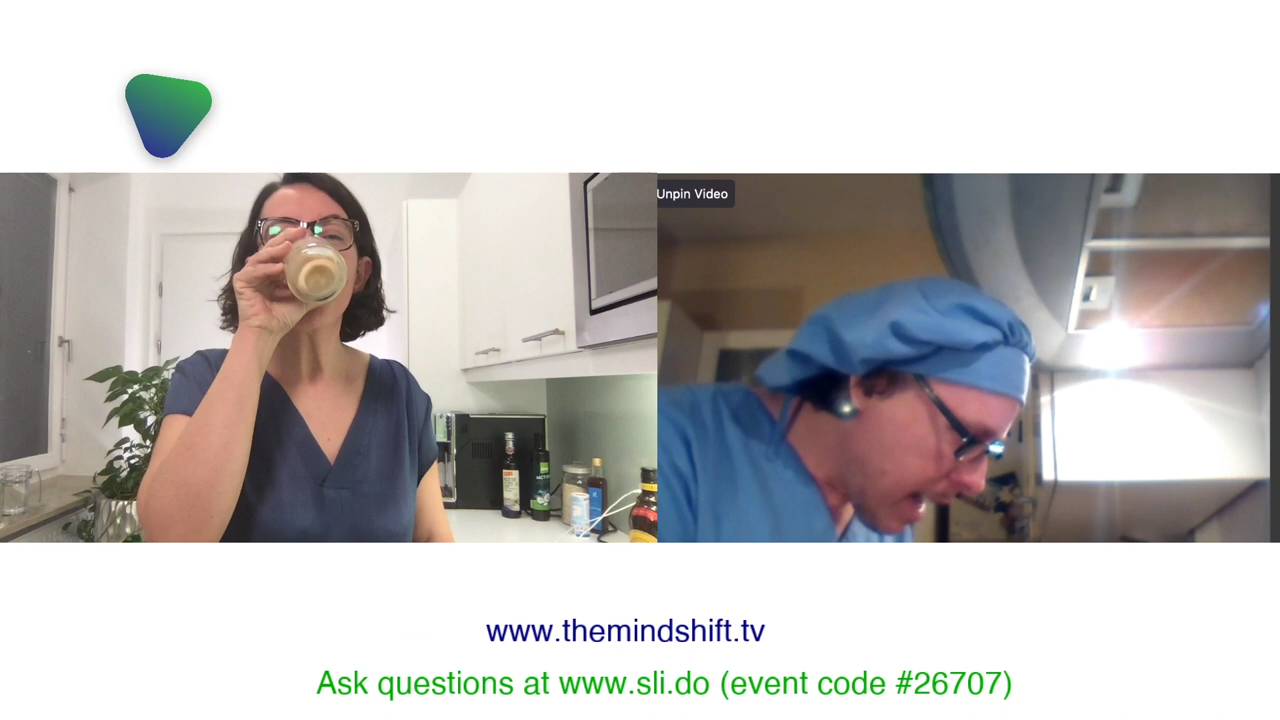 Unpin Video
www.themindshift.tv
Ask questions at www.sli.do (event code #26707)